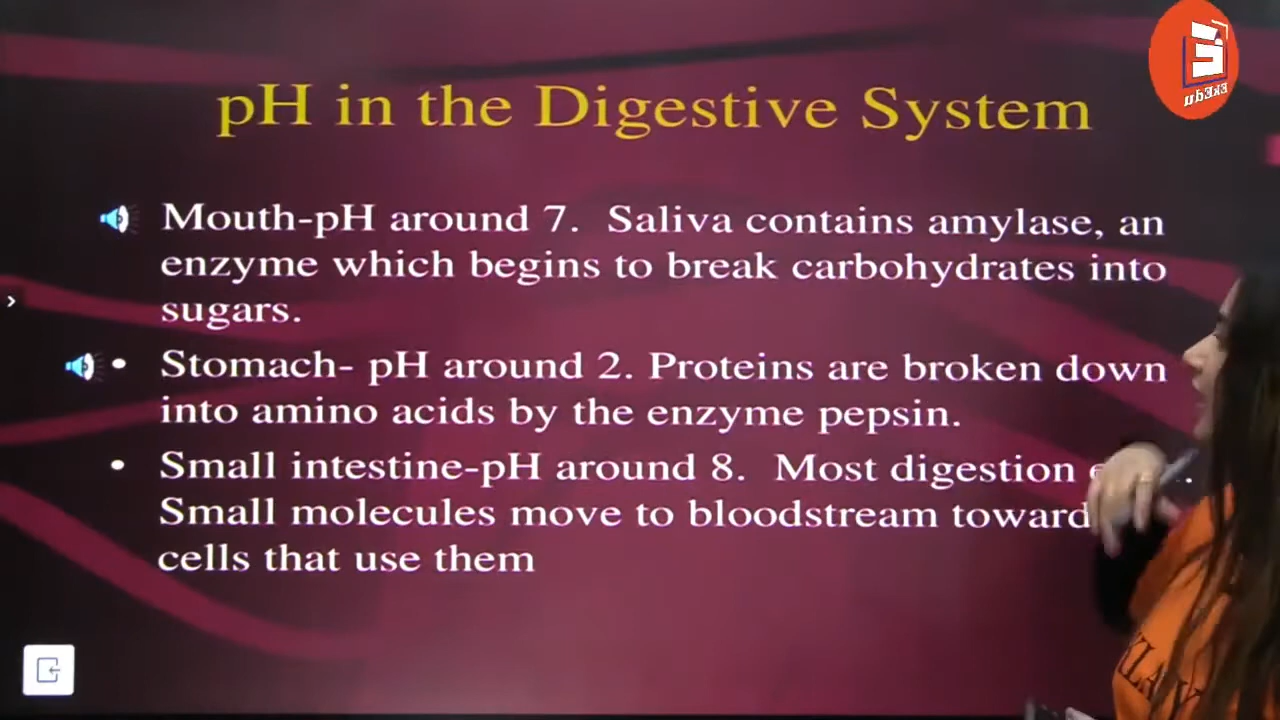 pH in the Digestive System
Mouth-pH around 7. Saliva contains amylase, an
enzyme which begins to break carbohydrates into
sugars.
• Stomach- pH around 2. Proteins are broken down
into amino acids by the enzyme pepsin.
• Small intestine-pH around 8. Most digestion
Small molecules move to bloodstream toward
cells that use them
EkEdu